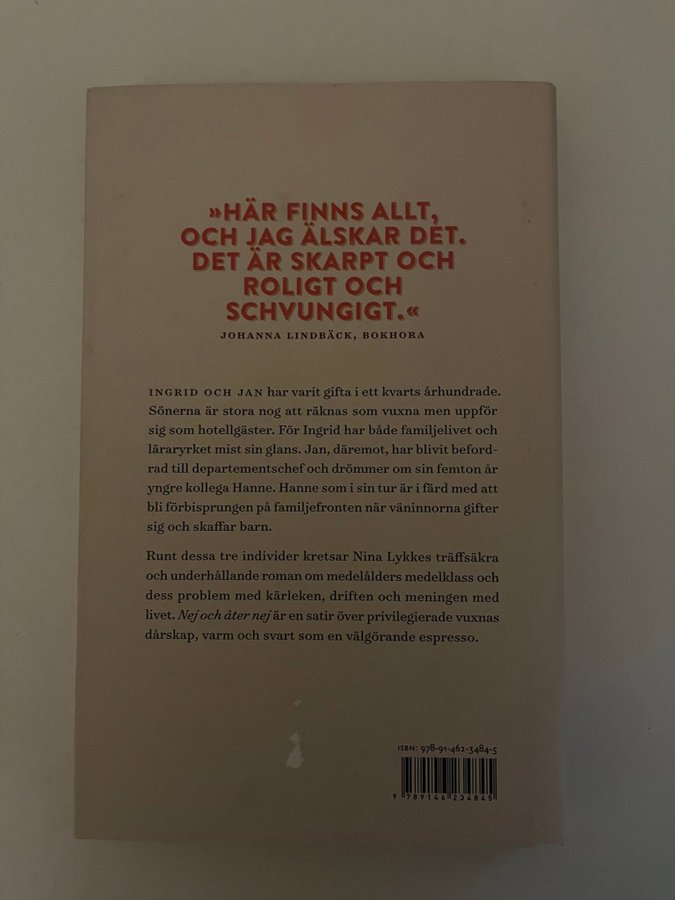 »HÄR FINNS ALLT,
OCH JAG ÄLSKAR DET.
DET ÄR SKARPT OCH
ROLIGT OCH
SCHVUNGIGT.«
JOHANNA LINDBÄCK, BOKHORA
INGRID OCH JAN har varit gifta i ett kvarts århundrade.
Sönerna är stora nog att räknas som vuxna men uppför
sig som hotellgäster. För Ingrid har både familjelivet och
läraryrket mist sin glans. Jan, däremot, har blivit beford-
rad till departementschef och drömmer om sin femton år
yngre kollega Hanne. Hanne som i sin tur är i färd med att
bli förbisprungen på familjefronten när väninnorna gifter
sig och skaffar barn.
Runt dessa tre individer kretsar Nina Lykkes träffsäkra
och underhållande roman om medelålders medelklass och
dess problem med kärleken, driften och meningen med
livet. Nej och åter nej är en satir över privilegierade vuxnas
dårskap, varm och svart som en välgörande espresso.
ISBN: 978-91-462-3484-5
9 789146 234845